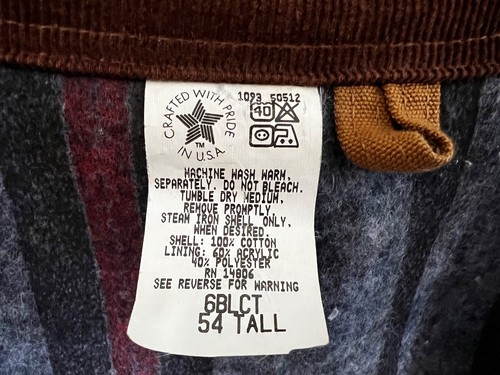 CRAFTED WITH PRIDE
TM
IN U.S.A
1093 50512
40
MACHINE WASH WARM,
SEPARATELY. DO NOT BLEACH.
TUMBLE DRY MEDIUM,
REMOVE PROMPTLY.
STEAM IRON SHELL ONLY,
WHEN DESIRED.
SHELL: 100% COTTON
LINING: 60% ACRYLIC
40% POLYESTER
RN 14806
SEE REVERSE FOR WARNING
6BLCT
54 TALL